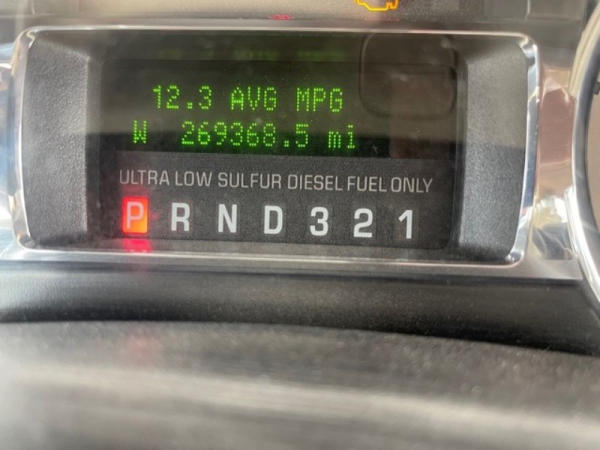 12.3 AVG MPG
W 269368.5 mi
ULTRA LOW SULFUR DIESEL FUEL ONLY
P R N D 3 2 1